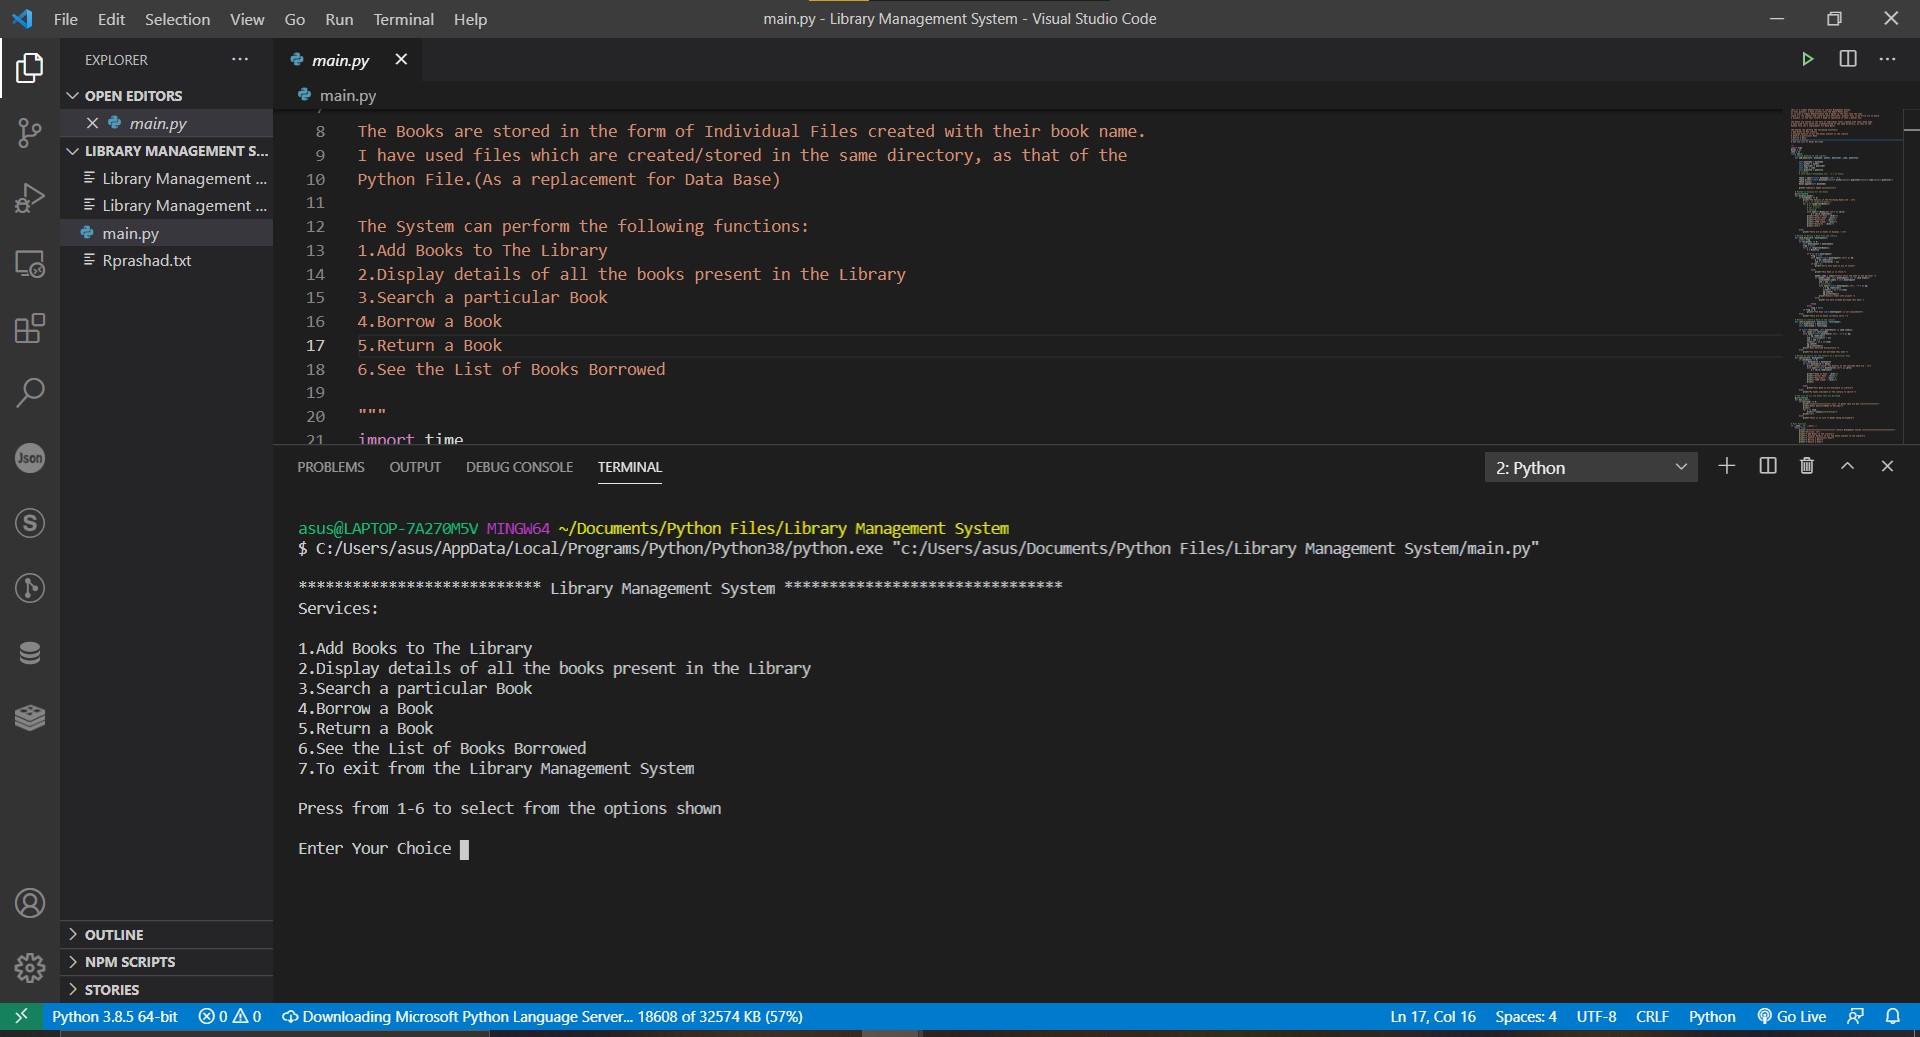 File Edit Selection View Go Run Terminal Help
main.py - Library Management System - Visual Studio Code
EXPLORER
OPEN EDITORS
main.py
LIBRARY MANAGEMENT S...
Library Management ...
Library Management ...
main.py
Rprashad.txt
OUTLINE
NPM SCRIPTS
STORIES
Json
main.py
main.py
8 The Books are stored in the form of Individual Files created with their book name.
9 I have used files which are created/stored in the same directory, as that of the
10 Python File.(As a replacement for Data Base)
11
12 The System can perform the following functions:
13 1.Add Books to The Library
14 2.Display details of all the books present in the Library
15 3.Search a particular Book
16 4.Borrow a Book
17 5.Return a Book
18 6.See the List of Books Borrowed
19
20 """
21 import time
PROBLEMS OUTPUT DEBUG CONSOLE TERMINAL
2: Python
asus@LAPTOP-7A270M5V MINGW64 ~/Documents/Python Files/Library Management System
$ C:/Users/asus/AppData/Local/Programs/Python/Python38/python.exe "c:/Users/asus/Documents/Python Files/Library Management System/main.py"
*************************** Library Management System *******************************
Services:
1.Add Books to The Library
2.Display details of all the books present in the Library
3.Search a particular Book
4.Borrow a Book
5.Return a Book
6.See the List of Books Borrowed
7.To exit from the Library Management System
Press from 1-6 to select from the options shown
Enter Your Choice
Python 3.8.5 64-bit 0 0 Downloading Microsoft Python Language Server... 18608 of 32574 KB (57%)
Ln 17, Col 16 Spaces: 4 UTF-8 CRLF Python Go Live